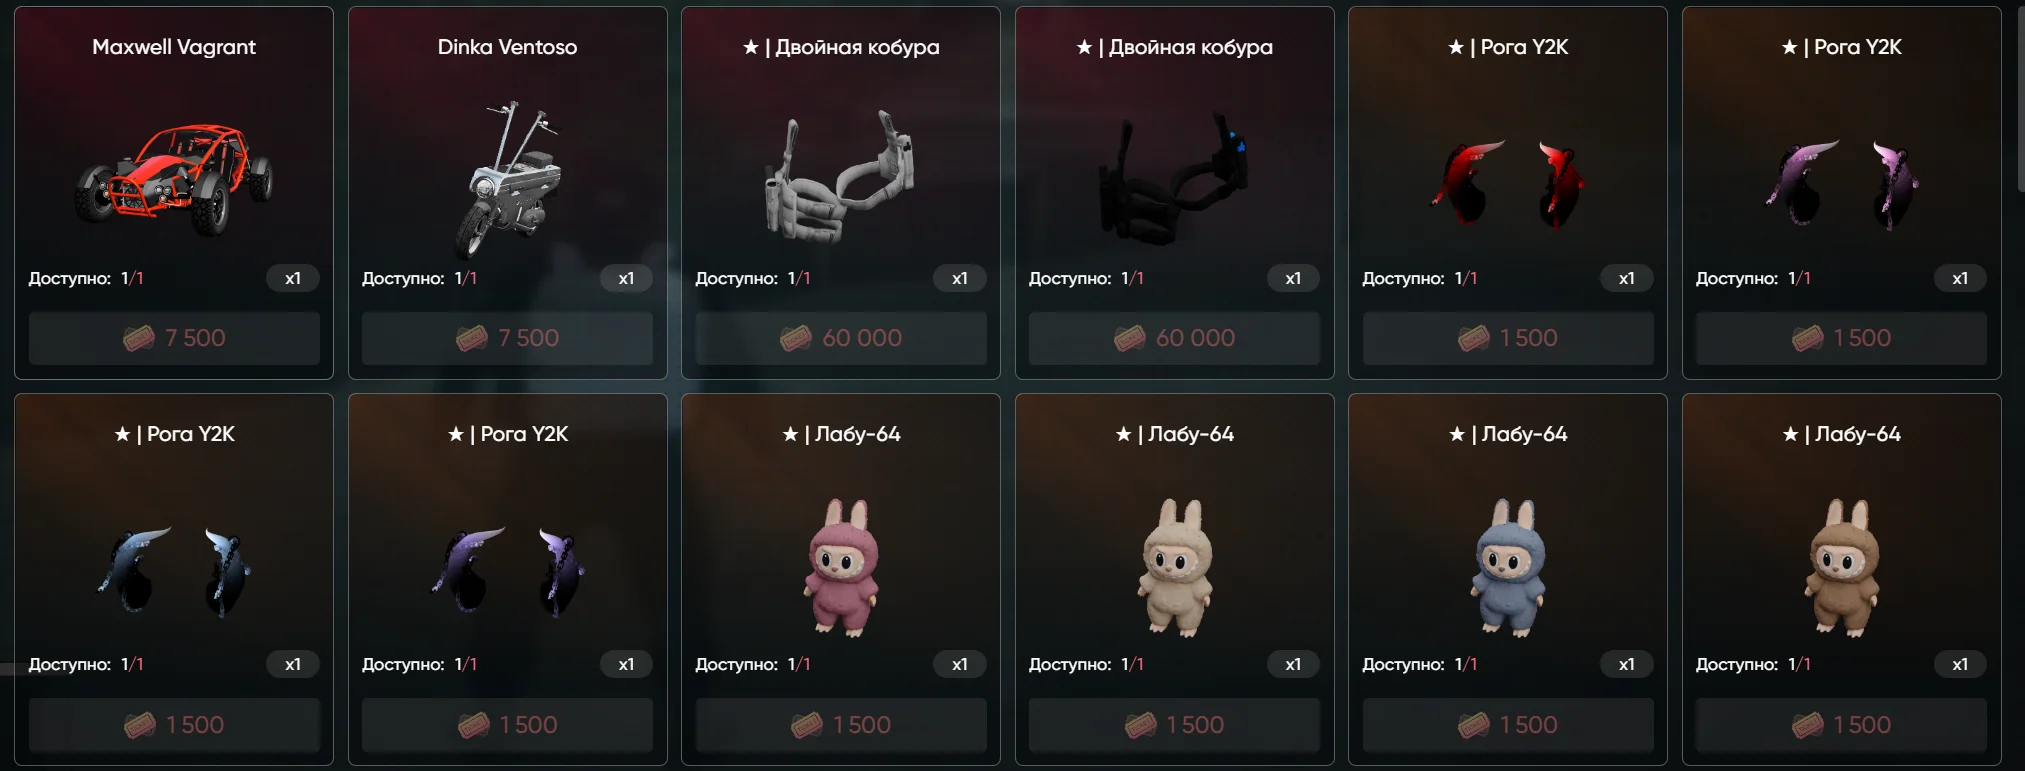 Maxwell Vagrant
Dinka Ventoso
★ | Двойная кобура
★ | Двойная кобура
★ | Рога Y2K
★ | Рога Y2K
Доступно: 1/1 x1
Доступно: 1/1 x1
Доступно: 1/1 x1
Доступно: 1/1 x1
Доступно: 1/1 x1
Доступно: 1/1 x1
7 500
7 500
60 000
60 000
1 500
1 500
★ | Рога Y2K
★ | Рога Y2K
★ | Лабу-64
★ | Лабу-64
★ | Лабу-64
★ | Лабу-64
Доступно: 1/1 x1
Доступно: 1/1 x1
Доступно: 1/1 x1
Доступно: 1/1 x1
Доступно: 1/1 x1
Доступно: 1/1 x1
1 500
1 500
1 500
1 500
1 500
1 500